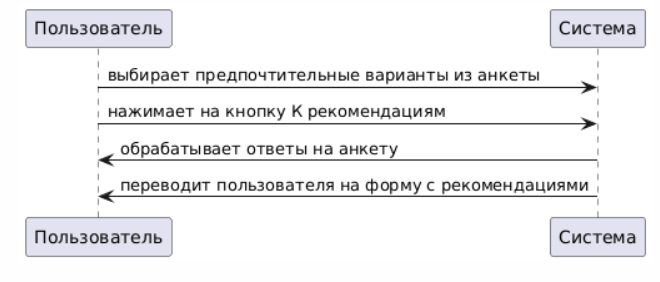 Пользователь
Система
выбирает предпочтительные варианты из анкеты
нажимает на кнопку К рекомендациям
обрабатывает ответы на анкету
переводит пользователя на форму с рекомендациями
Пользователь
Система